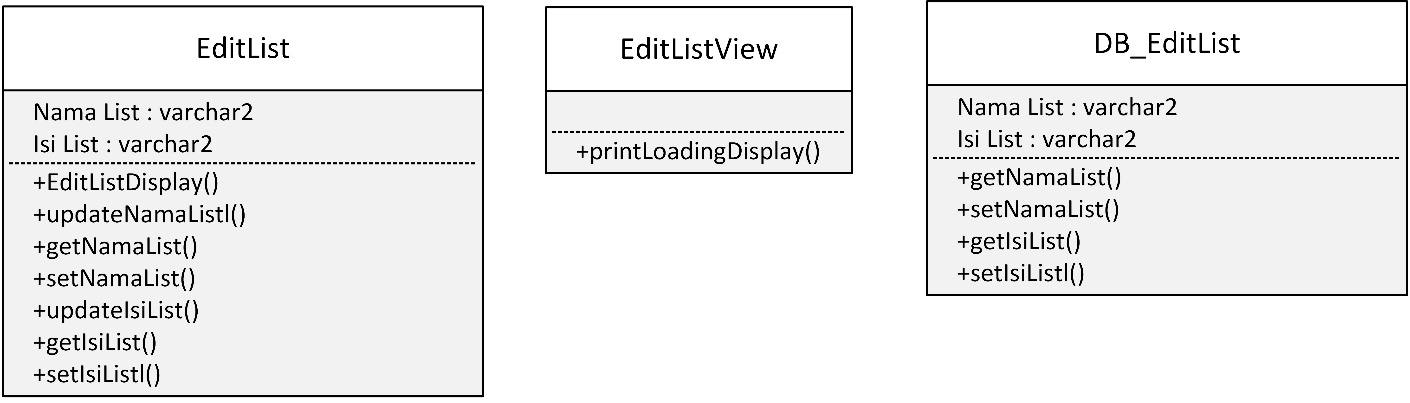 EditList
Nama List : varchar2
Isi List : varchar2
+EditListDisplay()
+updateNamaListl()
+getNamaList()
+setNamaList()
+updateIsiList()
+getIsiList()
+setIsiListl()
EditListView
+printLoadingDisplay()
DB_EditList
Nama List : varchar2
Isi List : varchar2
+getNamaList()
+setNamaList()
+getIsiList()
+setIsiListl()